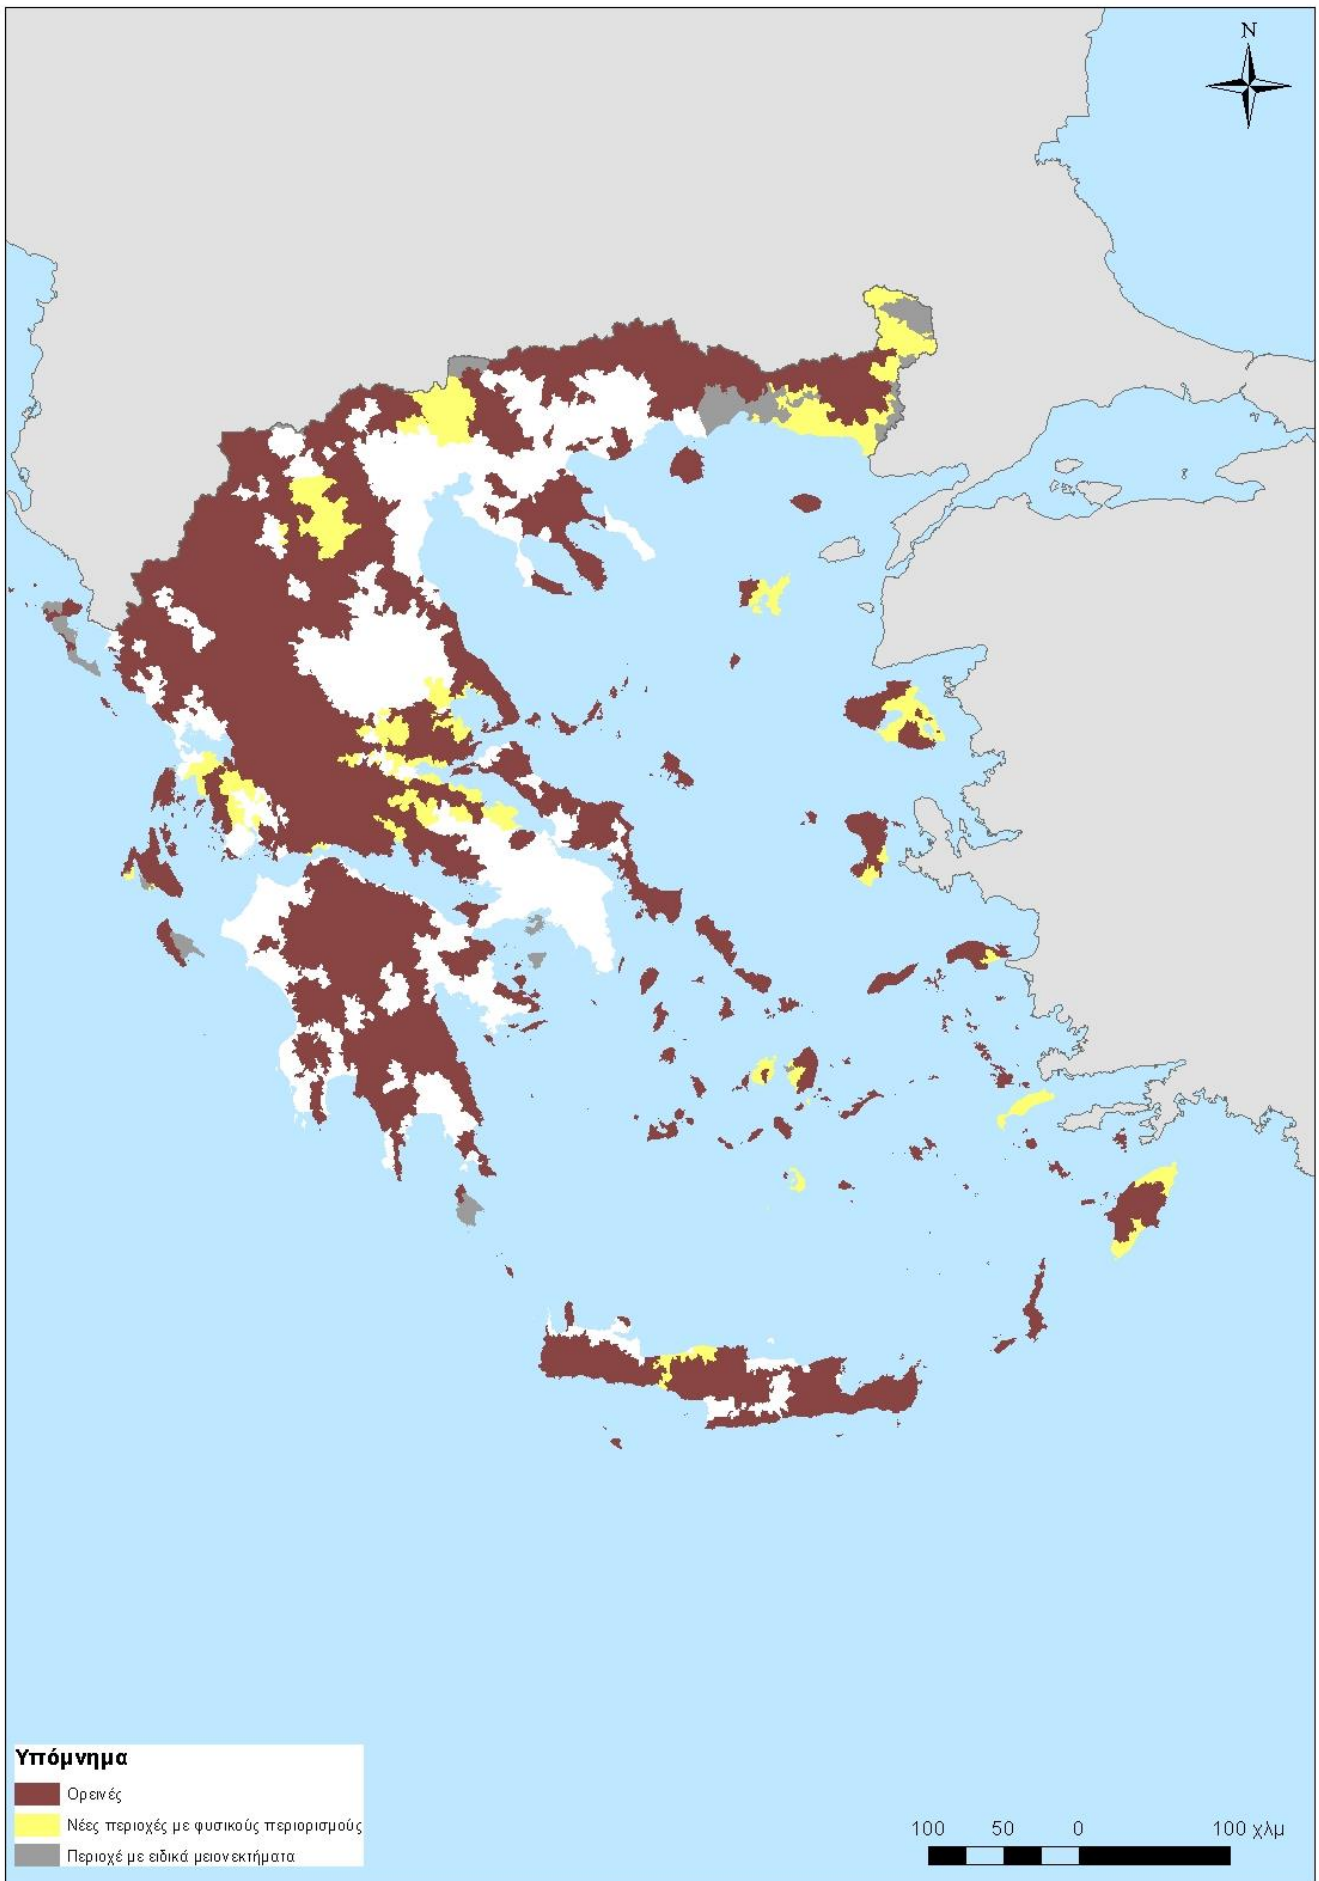 N
Υπόμνημα
Ορεινές
Νέες περιοχές με φυσικούς περιορισμούς
Περιοχέ με ειδικά μειονεκτήματα
100 50 0 100 χλμ